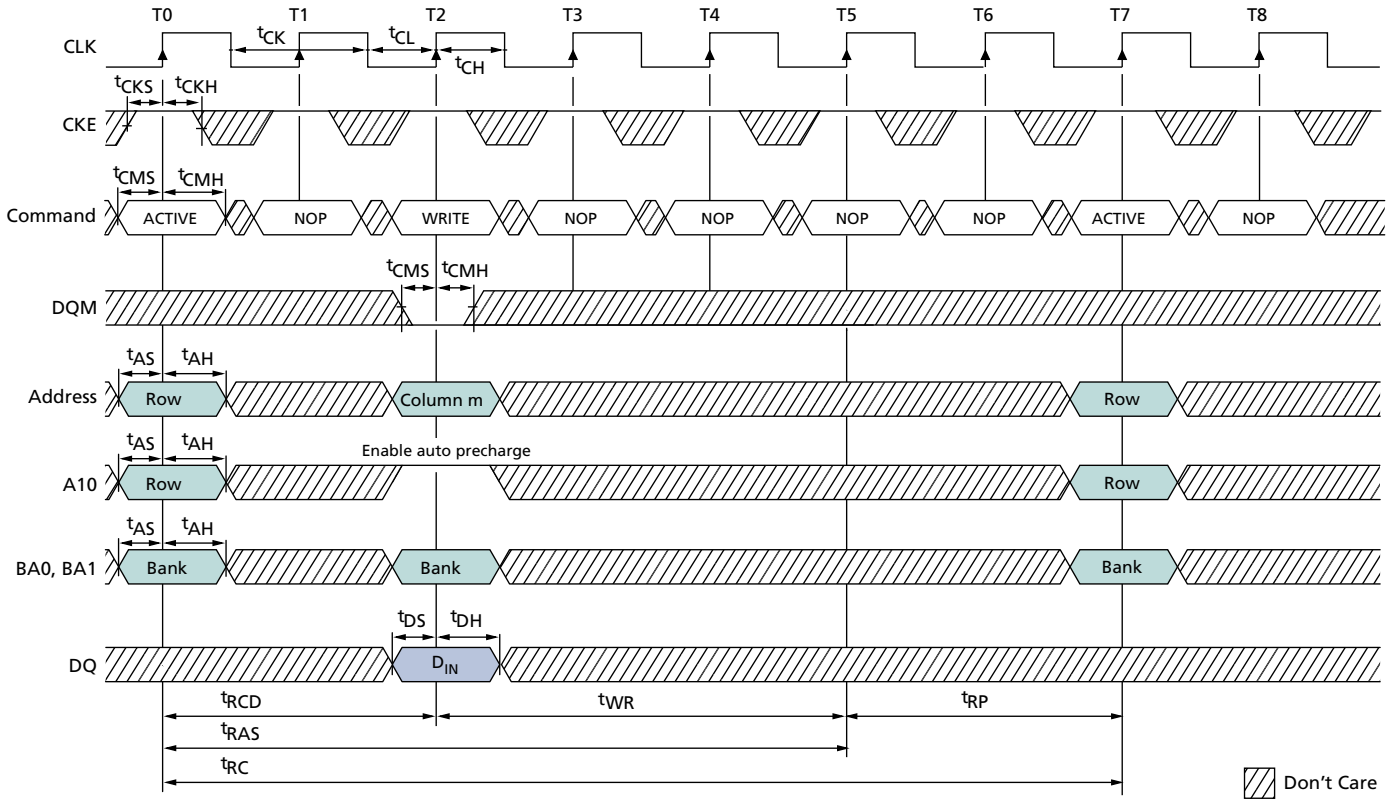 T0 T1 T2 T3 T4 T5 T6 T7 T8
CLK
tCK tCL
tCH
tCKS tCKH
CKE
tCMS tCMH
Command ACTIVE NOP WRITE NOP NOP NOP NOP ACTIVE NOP
tCMS tCMH
DQM
tAS tAH
Address Row Column m Row
tAS tAH Enable auto precharge
A10 Row Row
tAS tAH
BA0, BA1 Bank Bank Bank
tDS tDH
DQ DIN
tRCD tWR tRP
tRAS
tRC
Don't Care